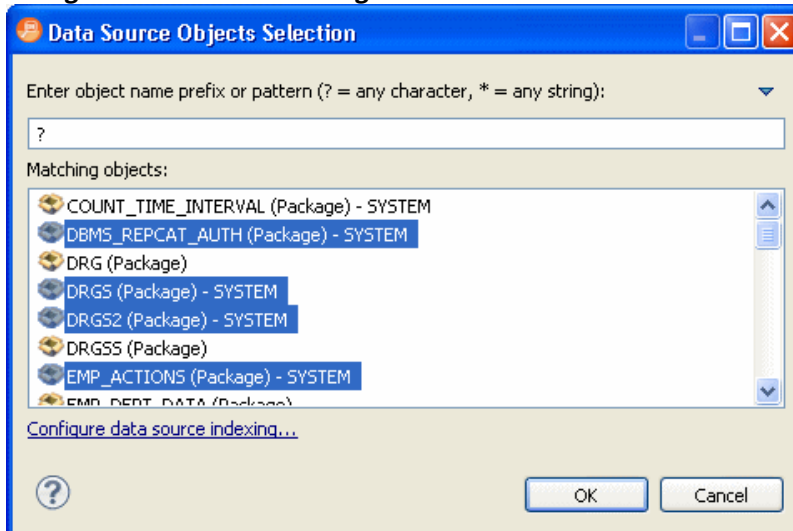 Data Source Objects Selection
Enter object name prefix or pattern (? = any character, * = any string):
?
Matching objects:
COUNT_TIME_INTERVAL (Package) - SYSTEM
DBMS_REPCAT_AUTH (Package) - SYSTEM
DRG (Package)
DRGS (Package) - SYSTEM
DRGS2 (Package) - SYSTEM
DRGSS (Package)
EMP_ACTIONS (Package) - SYSTEM
EMP_DEPT_DATA (Package)
Configure data source indexing...
?
OK Cancel